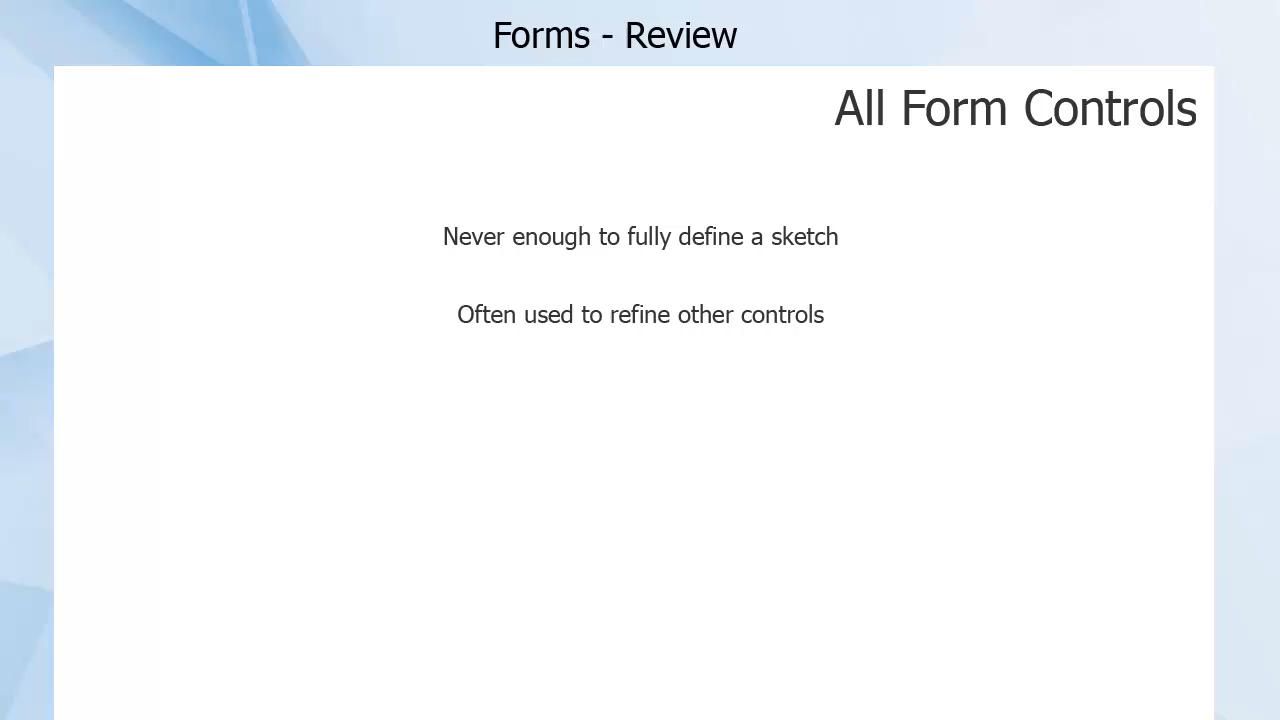 Forms - Review
All Form Controls
Never enough to fully define a sketch
Often used to refine other controls